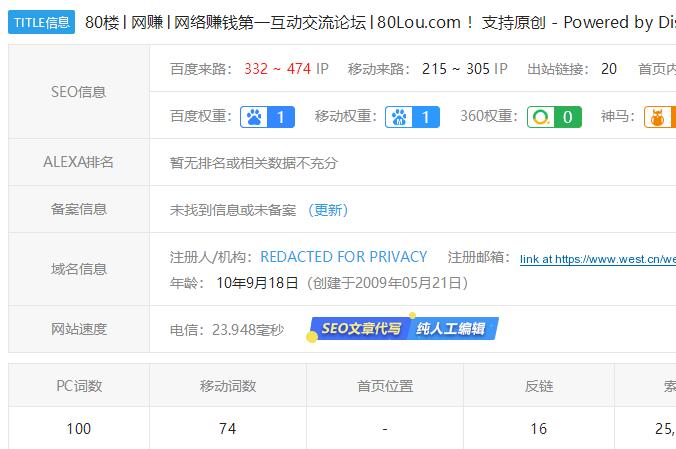 TITLE信息 80楼 | 网赚 | 网络赚钱第一互动交流论坛 | 80Lou.com！支持原创 - Powered by Dis
SEO信息
百度来路： 332 ~ 474 IP 移动来路： 215 ~ 305 IP 出站链接： 20 首页内
百度权重： 1 移动权重： M 1 360权重： 0 神马：
ALEXA排名 暂无排名或相关数据不充分
备案信息 未找到信息或未备案 （更新）
域名信息
注册人/机构：REDACTED FOR PRIVACY 注册邮箱： link at https://www.west.cn/we
年龄： 10年9月18日（创建于2009年05月21日）
网站速度 电信：23.948毫秒 SEO文章代写 纯人工编辑
PC词数 移动词数 首页位置 反链 索
100 74 - 16 25,